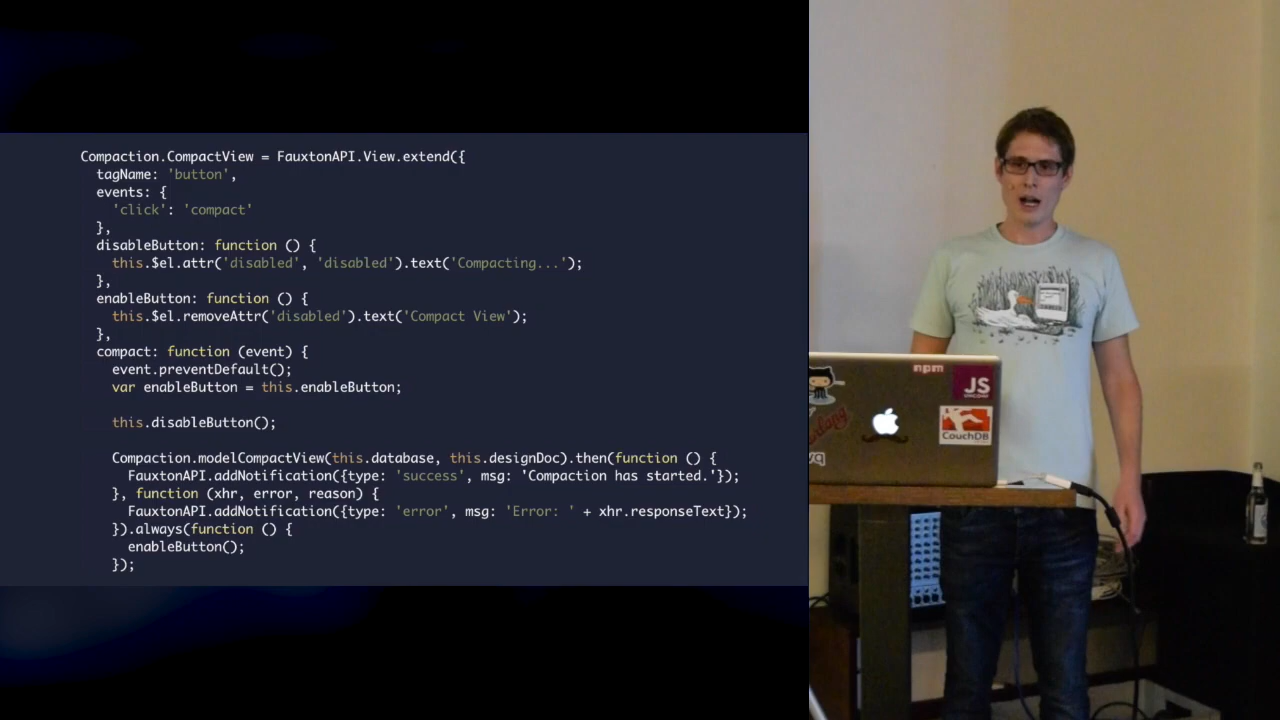 Compaction.CompactView = FauxtonAPI.View.extend({
  tagName: 'button',
  events: {
    'click': 'compact'
  },
  disableButton: function () {
    this.$el.attr('disabled', 'disabled').text('Compacting...');
  },
  enableButton: function () {
    this.$el.removeAttr('disabled').text('Compact View');
  },
  compact: function (event) {
    event.preventDefault();
    var enableButton = this.enableButton;

    this.disableButton();

    Compaction.modelCompactView(this.database, this.designDoc).then(function () {
      FauxtonAPI.addNotification({type: 'success', msg: 'Compaction has started.'});
    }, function (xhr, error, reason) {
      FauxtonAPI.addNotification({type: 'error', msg: 'Error: ' + xhr.responseText});
    }).always(function () {
      enableButton();
    });
npm
JS
CouchDB